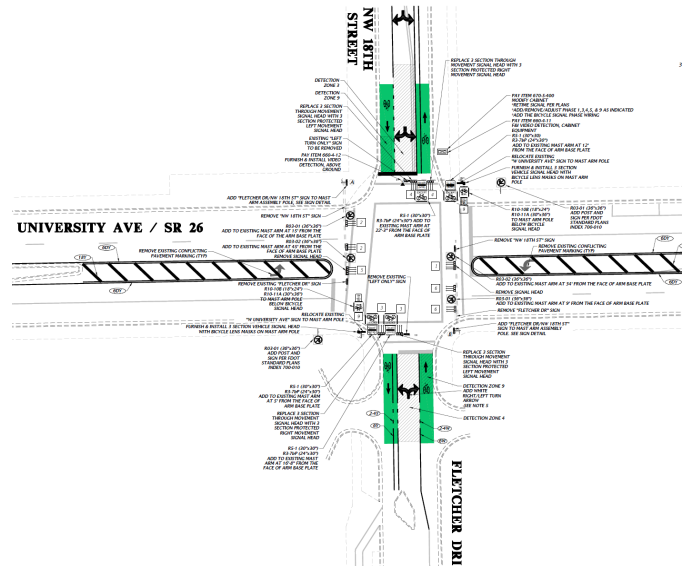 NW 18TH
STREET
REPLACE 3 SECTION THROUGH
MOVEMENT SIGNAL HEAD WITH 3
SECTION PROTECTED RIGHT
MOVEMENT SIGNAL HEAD
DETECTION
ZONE 3
DETECTION
ZONE 9
REPLACE 3 SECTION
THROUGH MOVEMENT
SIGNAL HEAD WITH 3
SECTION PROTECTED
LEFT MOVEMENT
SIGNAL HEAD
EXISTING "LEFT
TURN ONLY" SIGN
TO BE REMOVED
PAY ITEM 660-4-12
FURNISH & INSTALL VIDEO
DETECTION, ABOVE
GROUND
PAY ITEM 670-5-400
MODIFY CABINET
*RETIME SIGNAL PER PLANS
*ADD/REMOVE/ADJUST PHASE 1,3,4,5, & 9 AS INDICATED
*ADD THE BICYCLE SIGNAL PHASE WIRING
PAY ITEM 660-4-11
F&I VIDEO DETECTION, CABINET
EQUIPMENT
R5-1 (30"x30")
R3-7bP (24"x30")
ADD TO EXISTING MAST ARM AT 12'
FROM THE FACE OF ARM BASE PLATE
RELOCATE EXISTING
"W UNIVERSITY AVE" SIGN TO MAST ARM POLE
FURNISH & INSTALL 3 SECTION
VEHICLE SIGNAL HEAD WITH
BICYCLE LENS MASKS ON MAST ARM
POLE
ADD "FLETCHER DR/NW 18TH ST" SIGN TO MAST
ARM ASSEMBLY POLE, SEE SIGN DETAIL
REMOVE "NW 18TH ST" SIGN
R5-1 (30"x30")
R3-7bP (24"x30") ADD TO
EXISTING MAST ARM AT
22'-2" FROM THE FACE OF
ARM BASE PLATE
R10-10B (18"x24")
R10-11A (30"x30")
TO MAST ARM POLE
BELOW BICYCLE
SIGNAL HEAD
R03-01 (36"x36")
ADD POST AND
SIGN PER FDOT
STANDARD PLANS
INDEX 700-010
UNIVERSITY AVE / SR 26
R03-01 (30"x30")
ADD TO EXISTING MAST ARM AT 15' FROM THE
FACE OF THE ARM BASE PLATE
R03-02 (30"x30")
ADD TO EXISTING MAST ARM AT 45' FROM THE
FACE OF ARM BASE PLATE
REMOVE SIGNAL HEAD
REMOVE "NW 18TH ST" SIGN
REMOVE EXISTING CONFLICTING
PAVEMENT MARKING (TYP)
REMOVE EXISTING CONFLICTING
PAVEMENT MARKING (TYP)
REMOVE EXISTING
"LEFT ONLY" SIGN
R03-02 (30"x30")
ADD TO EXISTING MAST ARM AT 34' FROM THE FACE OF ARM BASE PLATE
REMOVE SIGNAL HEAD
R03-01 (30"x30")
ADD TO EXISTING MAST ARM AT 9' FROM THE FACE OF ARM BASE PLATE
REMOVE "FLETCHER DR" SIGN
REMOVE EXISTING "FLETCHER DR" SIGN
R10-10B (18"x24")
R10-11A (30"x30")
TO MAST ARM POLE
BELOW BICYCLE
SIGNAL HEAD
RELOCATE EXISTING
"W UNIVERSITY AVE" SIGN TO MAST ARM POLE
FURNISH & INSTALL 3 SECTION VEHICLE SIGNAL HEAD
WITH BICYCLE LENS MASKS ON MAST ARM POLE
ADD "FLETCHER DR/NW 18TH ST"
SIGN TO MAST ARM ASSEMBLY
POLE. SEE SIGN DETAIL
R03-01 (36"x36")
ADD POST AND
SIGN PER FDOT
STANDARD PLANS
INDEX 700-010
REPLACE 3 SECTION
THROUGH MOVEMENT
SIGNAL HEAD WITH 3
SECTION PROTECTED
LEFT MOVEMENT
SIGNAL HEAD
DETECTION ZONE 9
ADD WHITE
RIGHT/LEFT TURN
ARROW
SEE NOTE 5
DETECTION ZONE 4
R5-1 (30"x30")
R3-7bP (24"x30")
ADD TO EXISTING MAST ARM
AT 5' FROM THE FACE OF
ARM BASE PLATE
REPLACE 3 SECTION
THROUGH MOVEMENT
SIGNAL HEAD WITH 3
SECTION PROTECTED
RIGHT MOVEMENT
SIGNAL HEAD
R5-1 (30"x30")
R3-7bP (24"x30")
ADD TO EXISTING MAST
ARM AT 16'-8" FROM THE
FACE OF ARM BASE PLATE
FLETCHER DRI